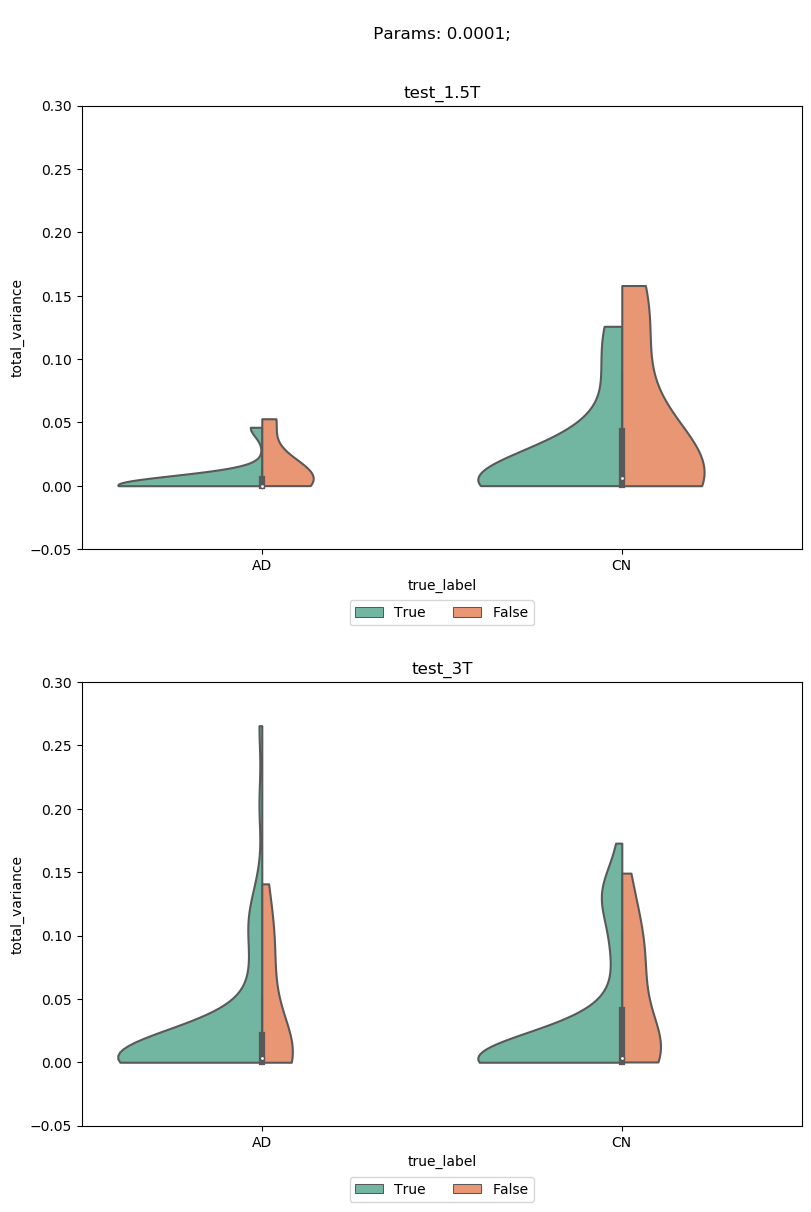 Params: 0.0001;
test_1.5T
0.30
0.25
0.20
0.15
0.10
0.05
0.00
−0.05
total_variance
AD CN
true_label
True False
test_3T
0.30
0.25
0.20
0.15
0.10
0.05
0.00
−0.05
total_variance
AD CN
true_label
True False